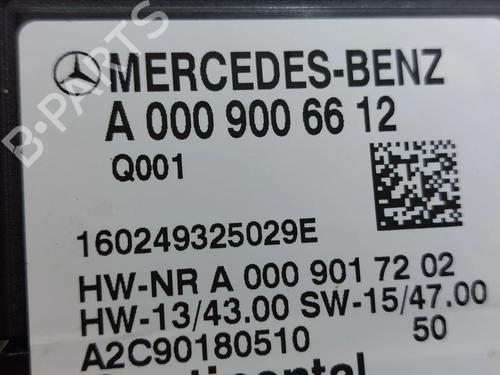 B-PARTS
MERCEDES-BENZ
A 000 900 66 12
Q001
160249325029E
HW-NR A 000 901 72 02
HW-13/43.00 SW-15/47.00
A2C90180510 50
Continental